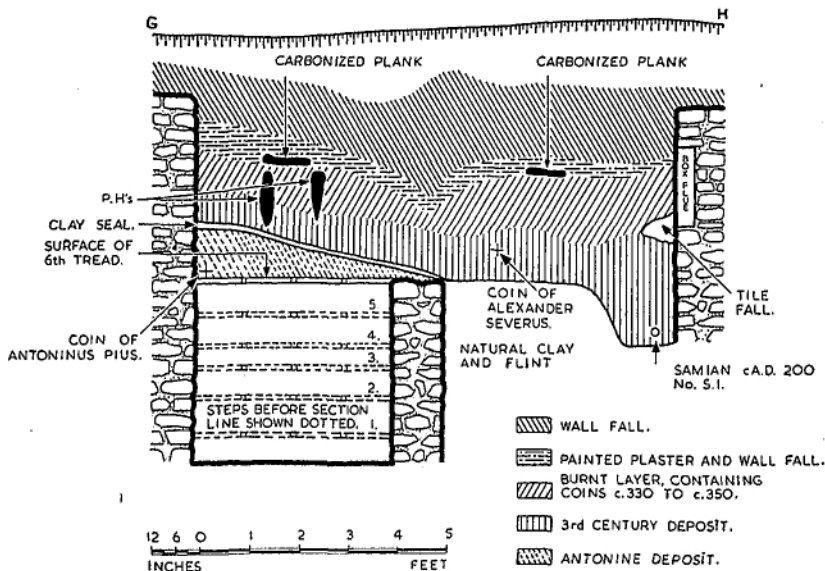 G H
CARBONIZED PLANK CARBONIZED PLANK
BOX FLUE
P.H's
CLAY SEAL.
SURFACE OF
6th TREAD.
COIN OF
ANTONINUS PIUS.
COIN OF
ALEXANDER
SEVERUS.
TILE
FALL.
NATURAL CLAY
AND FLINT
SAMIAN cA.D. 200
No. S.I.
5.
4.
3.
2.
STEPS BEFORE SECTION
LINE SHOWN DOTTED. 1.
WALL FALL.
PAINTED PLASTER AND WALL FALL.
BURNT LAYER, CONTAINING
COINS c.330 TO c.350.
3rd CENTURY DEPOSIT.
ANTONINE DEPOSIT.
12 6 0 1 2 3 4 5
INCHES FEET